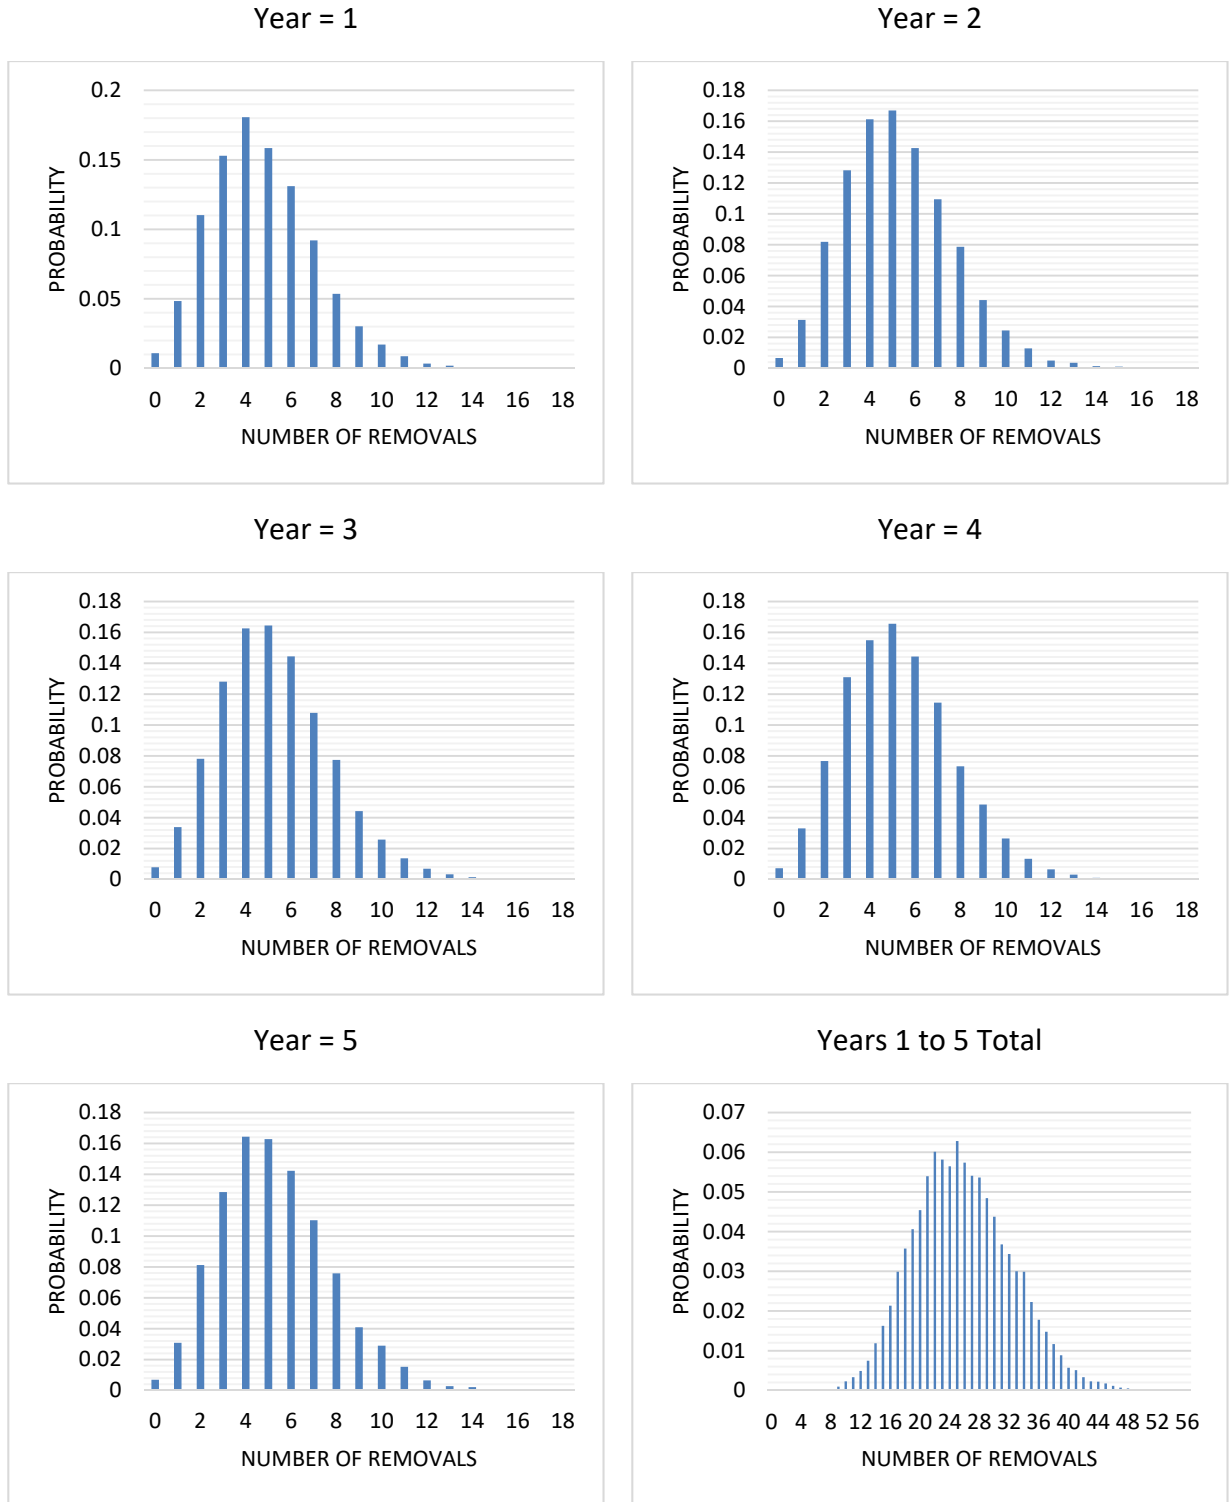 Year = 1
Year = 2
0.2
0.15
0.1
0.05
0
PROBABILITY
0 2 4 6 8 10 12 14 16 18
NUMBER OF REMOVALS
0.18
0.16
0.14
0.12
0.1
0.08
0.06
0.04
0.02
0
PROBABILITY
0 2 4 6 8 10 12 14 16 18
NUMBER OF REMOVALS
Year = 3
Year = 4
0.18
0.16
0.14
0.12
0.1
0.08
0.06
0.04
0.02
0
PROBABILITY
0 2 4 6 8 10 12 14 16 18
NUMBER OF REMOVALS
0.18
0.16
0.14
0.12
0.1
0.08
0.06
0.04
0.02
0
PROBABILITY
0 2 4 6 8 10 12 14 16 18
NUMBER OF REMOVALS
Year = 5
Years 1 to 5 Total
0.18
0.16
0.14
0.12
0.1
0.08
0.06
0.04
0.02
0
PROBABILITY
0 2 4 6 8 10 12 14 16 18
NUMBER OF REMOVALS
0.07
0.06
0.05
0.04
0.03
0.02
0.01
0
PROBABILITY
0 4 8 12 16 20 24 28 32 36 40 44 48 52 56
NUMBER OF REMOVALS